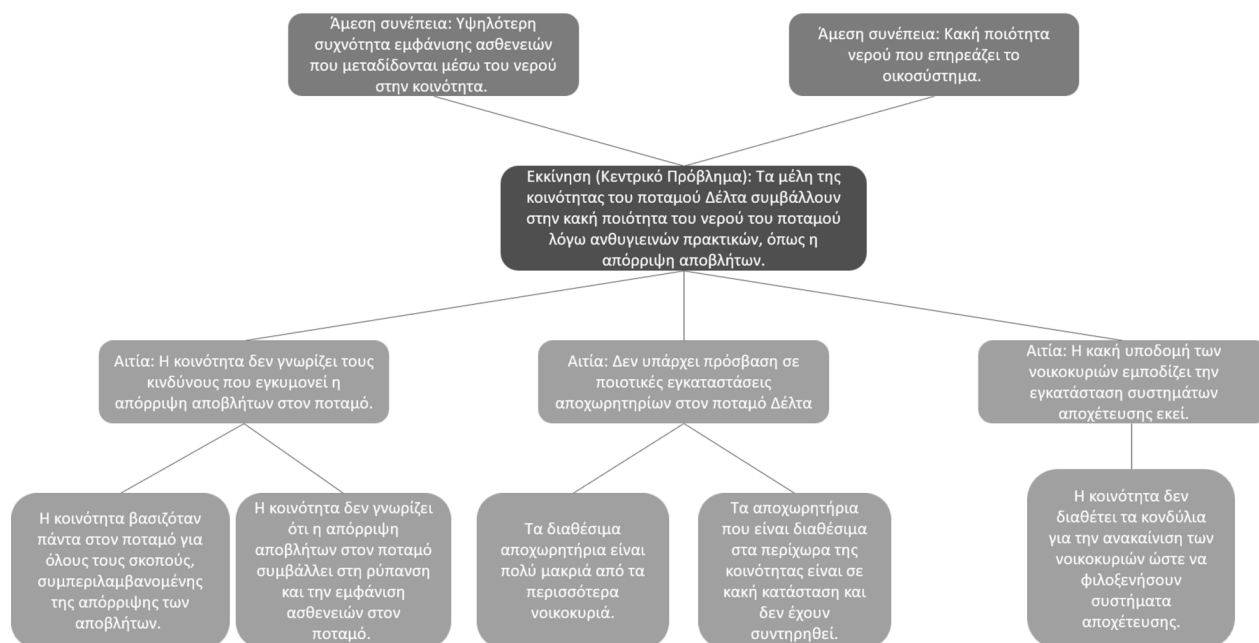 Άμεση συνέπεια: Υψηλότερη
συχνότητα εμφάνισης ασθενειών
που μεταδίδονται μέσω του νερού
στην κοινότητα.
Άμεση συνέπεια: Κακή ποιότητα
νερού που επηρεάζει το
οικοσύστημα.
Εκκίνηση (Κεντρικό Πρόβλημα): Τα μέλη της
κοινότητας του ποταμού Δέλτα συμβάλλουν
στην κακή ποιότητα του νερού του ποταμού
λόγω ανθυγιεινών πρακτικών, όπως η
απόρριψη αποβλήτων.
Αιτία: Η κοινότητα δεν γνωρίζει τους
κινδύνους που εγκυμονεί η
απόρριψη αποβλήτων στον ποταμό.
Αιτία: Δεν υπάρχει πρόσβαση σε
ποιοτικές εγκαταστάσεις
αποχωρητηρίων στον ποταμό Δέλτα
Αιτία: Η κακή υποδομή των
νοικοκυριών εμποδίζει την
εγκατάσταση συστημάτων
αποχέτευσης εκεί.
Η κοινότητα βασιζόταν
πάντα στον ποταμό για
όλους τους σκοπούς,
συμπεριλαμβανομένης
της απόρριψης των
αποβλήτων.
Η κοινότητα δεν γνωρίζει
ότι η απόρριψη
αποβλήτων στον ποταμό
συμβάλλει στη ρύπανση
και την εμφάνιση
ασθενειών στον
ποταμό.
Τα διαθέσιμα
αποχωρητήρια είναι
πολύ μακριά από τα
περισσότερα
νοικοκυριά.
Τα αποχωρητήρια
που είναι διαθέσιμα
στα περίχωρα της
κοινότητας είναι σε
κακή κατάσταση και
δεν έχουν
συντηρηθεί.
Η κοινότητα δεν
διαθέτει τα κονδύλια
για την ανακαίνιση των
νοικοκυριών ώστε να
φιλοξενήσουν
συστήματα
αποχέτευσης.